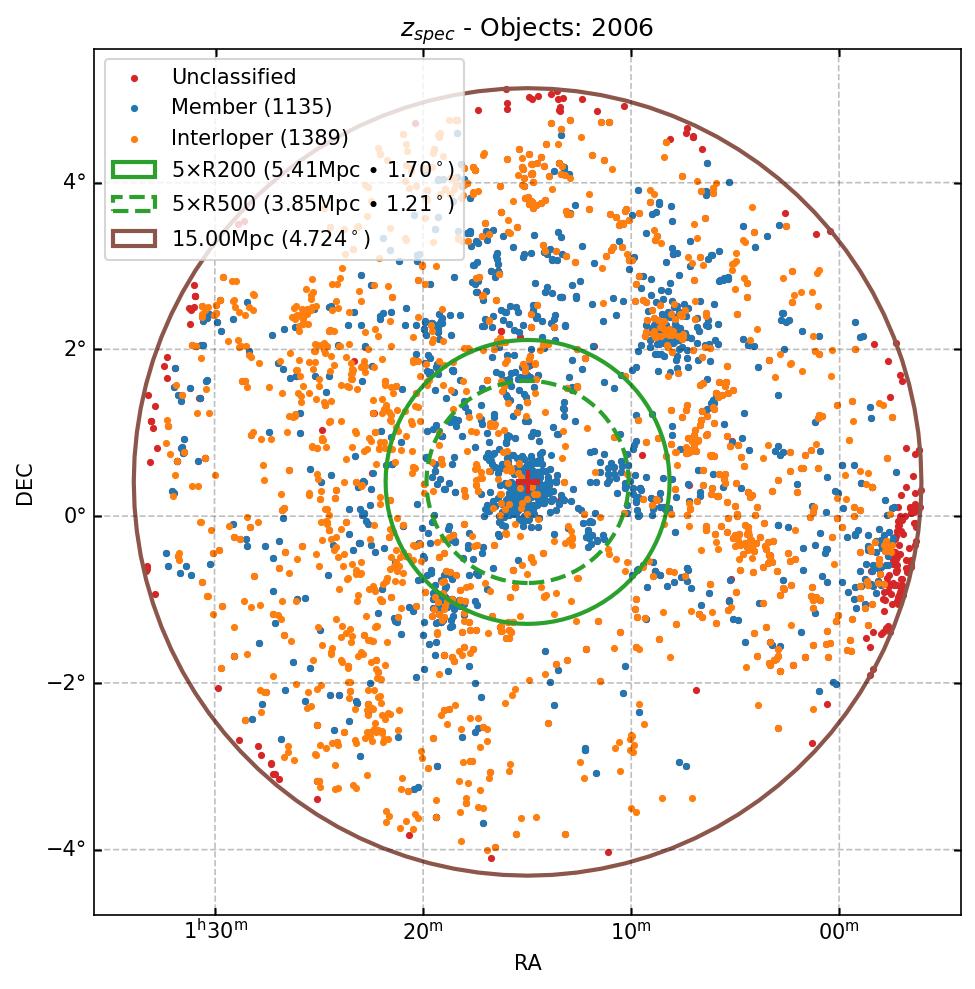 z_spec - Objects: 2006
Unclassified
Member (1135)
Interloper (1389)
5×R200 (5.41Mpc • 1.70°)
5×R500 (3.85Mpc • 1.21°)
15.00Mpc (4.724°)
4°
2°
0°
−2°
−4°
DEC
1ʰ30ᵐ 20ᵐ 10ᵐ 00ᵐ
RA